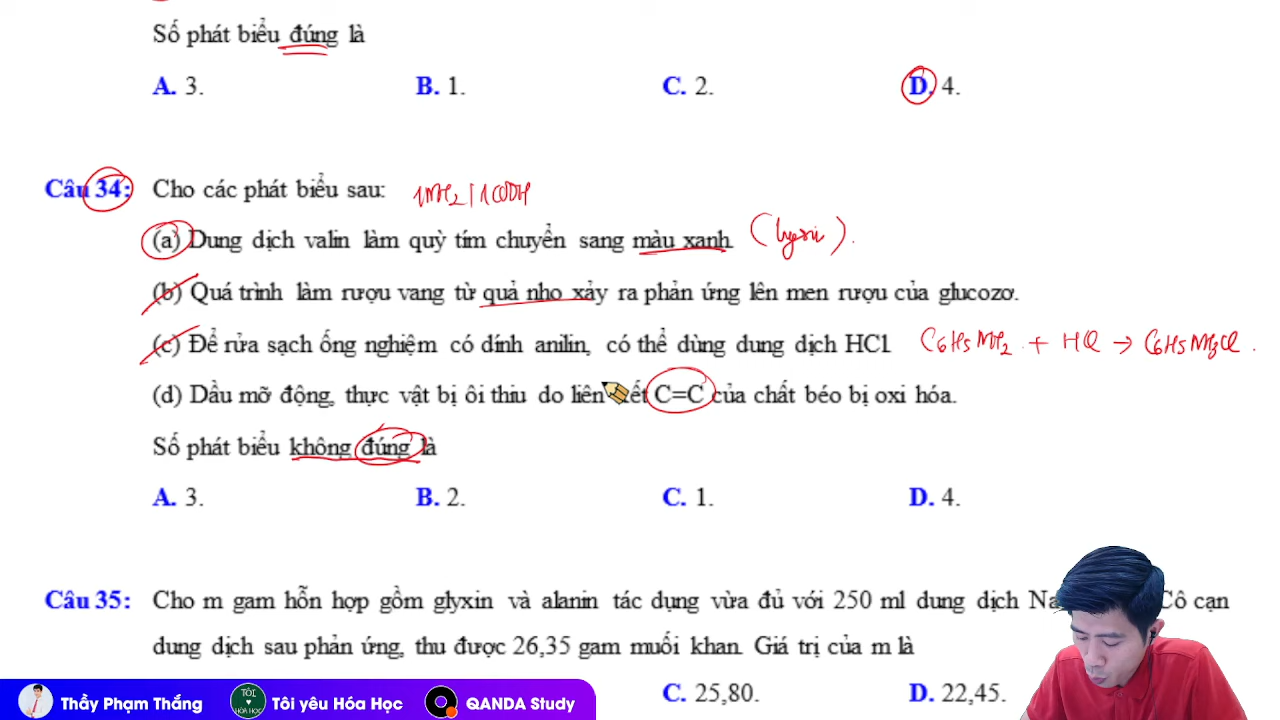 Số phát biểu đúng là
A. 3. B. 1. C. 2. D. 4.
Câu 34: Cho các phát biểu sau: 1NH2/1COOH
(a) Dung dịch valin làm quỳ tím chuyển sang màu xanh. (lysin).
(b) Quá trình làm rượu vang từ quả nho xảy ra phản ứng lên men rượu của glucozơ.
(c) Để rửa sạch ống nghiệm có dính anilin, có thể dùng dung dịch HCl C6H5NH2 + HCl → C6H5NH3Cl.
(d) Dầu mỡ động, thực vật bị ôi thiu do liên kết C=C của chất béo bị oxi hóa.
Số phát biểu không đúng là
A. 3. B. 2. C. 1. D. 4.
Câu 35: Cho m gam hỗn hợp gồm glyxin và alanin tác dụng vừa đủ với 250 ml dung dịch Cô cạn
dung dịch sau phản ứng, thu được 26,35 gam muối khan. Giá trị của m là
C. 25,80. D. 22,45.
Thầy Phạm Thắng TÔI YÊU HÓA HỌC Tôi yêu Hóa Học QANDA Study